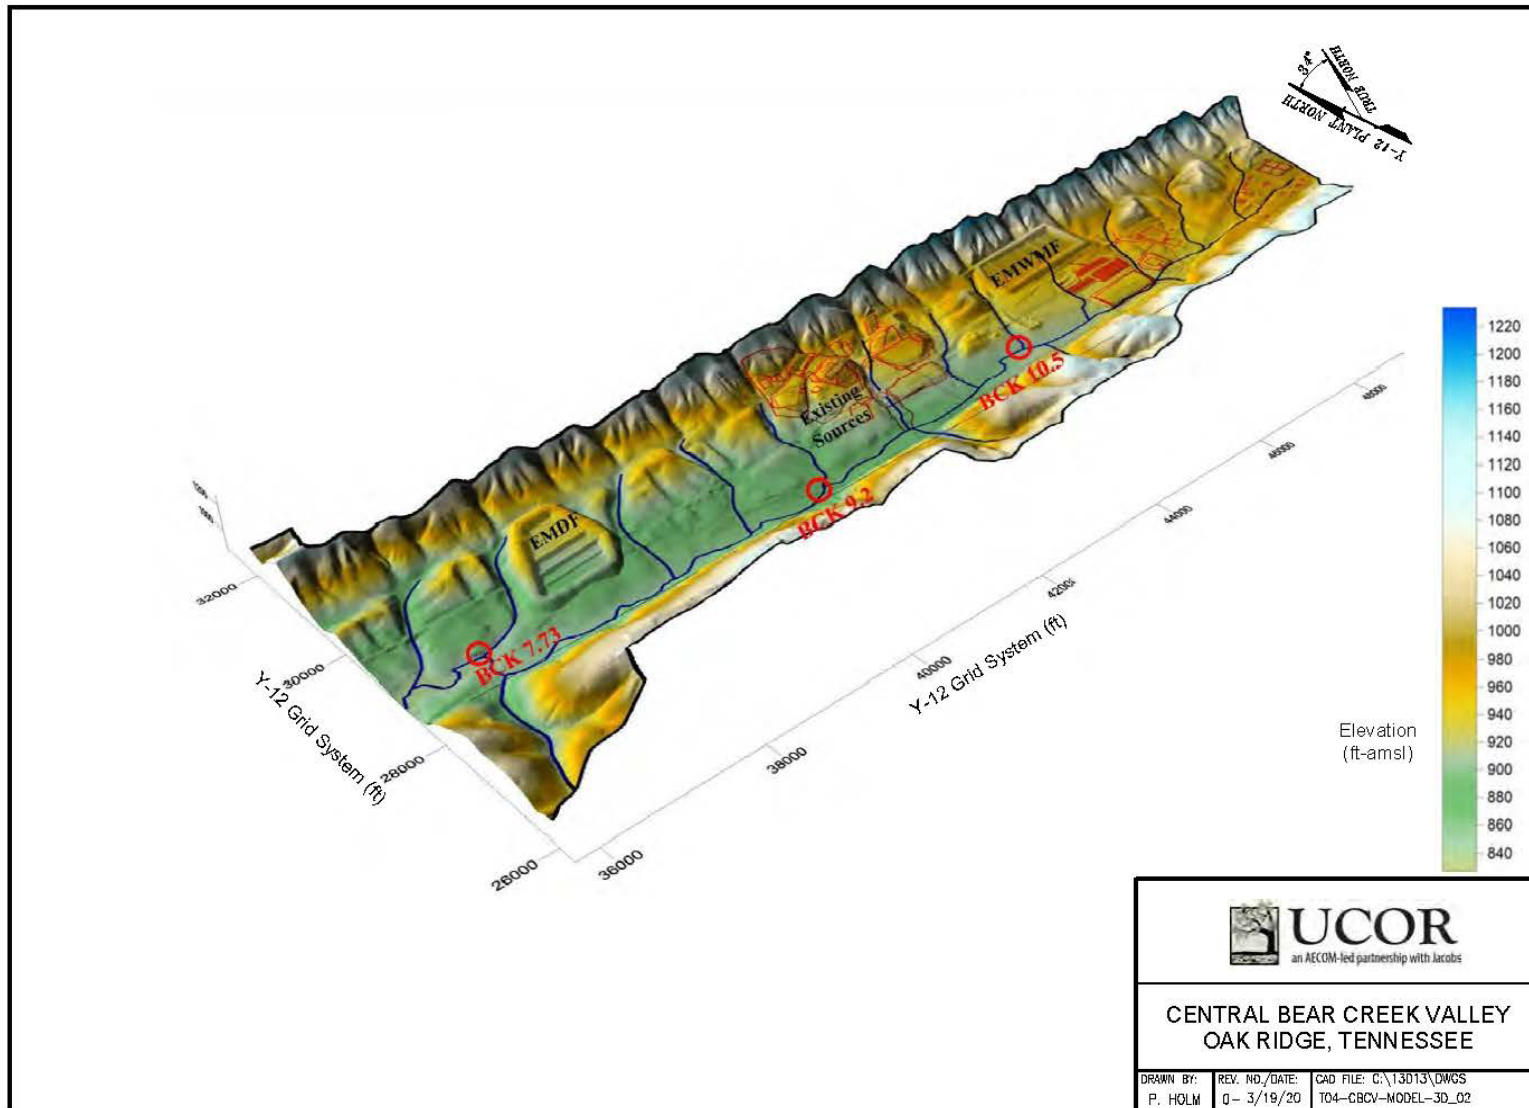 34°
TRUE NORTH
Y-12 PLANT NORTH
EMWMF
BCK 10.5
Existing
Sources
BCK 9.2
EMDF
BCK 7.73
1200
1000
32000
30000
28000
26000
Y-12 Grid System (ft)
36000
38000
40000
42000
44000
46000
48000
Y-12 Grid System (ft)
Elevation
(ft-amsl)
1220
1200
1180
1160
1140
1120
1100
1080
1060
1040
1020
1000
980
960
940
920
900
880
860
840
UCOR
an AECOM-led partnership with Jacobs
CENTRAL BEAR CREEK VALLEY
OAK RIDGE, TENNESSEE
DRAWN BY:
P. HOLM
REV. NO./DATE:
0- 3/19/20
CAD FILE: C:\13D13\DWGS
T04-CBCV-MODEL-3D_02